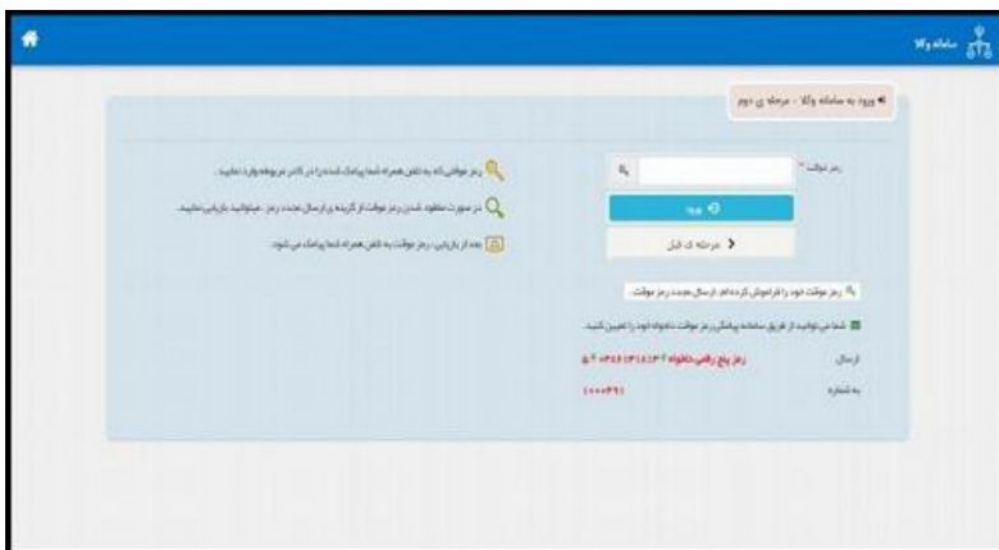 سامانه وکلا
ورود به سامانه وکلا - مرحله ی دوم
رمز موقت *
رمز موقتی که به تلفن همراه شما پیامک شده را در کادر مربوطه وارد نمایید .
ورود
در صورت مفقود شدن رمز موقت از گزینه ی ارسال مجدد رمز ، میتوانید بازیابی نمایید.
مرحله ی قبل
بعد از بازیابی، رمز موقت به تلفن همراه شما پیامک می شود.
رمز موقت خود را فراموش کرده ام. ارسال مجدد رمز موقت.
شما می توانید از طریق سامانه پیامکی رمز موقت دلخواه خود را تعیین کنید.
ارسال
رمز پنج رقمی دلخواه
به شماره